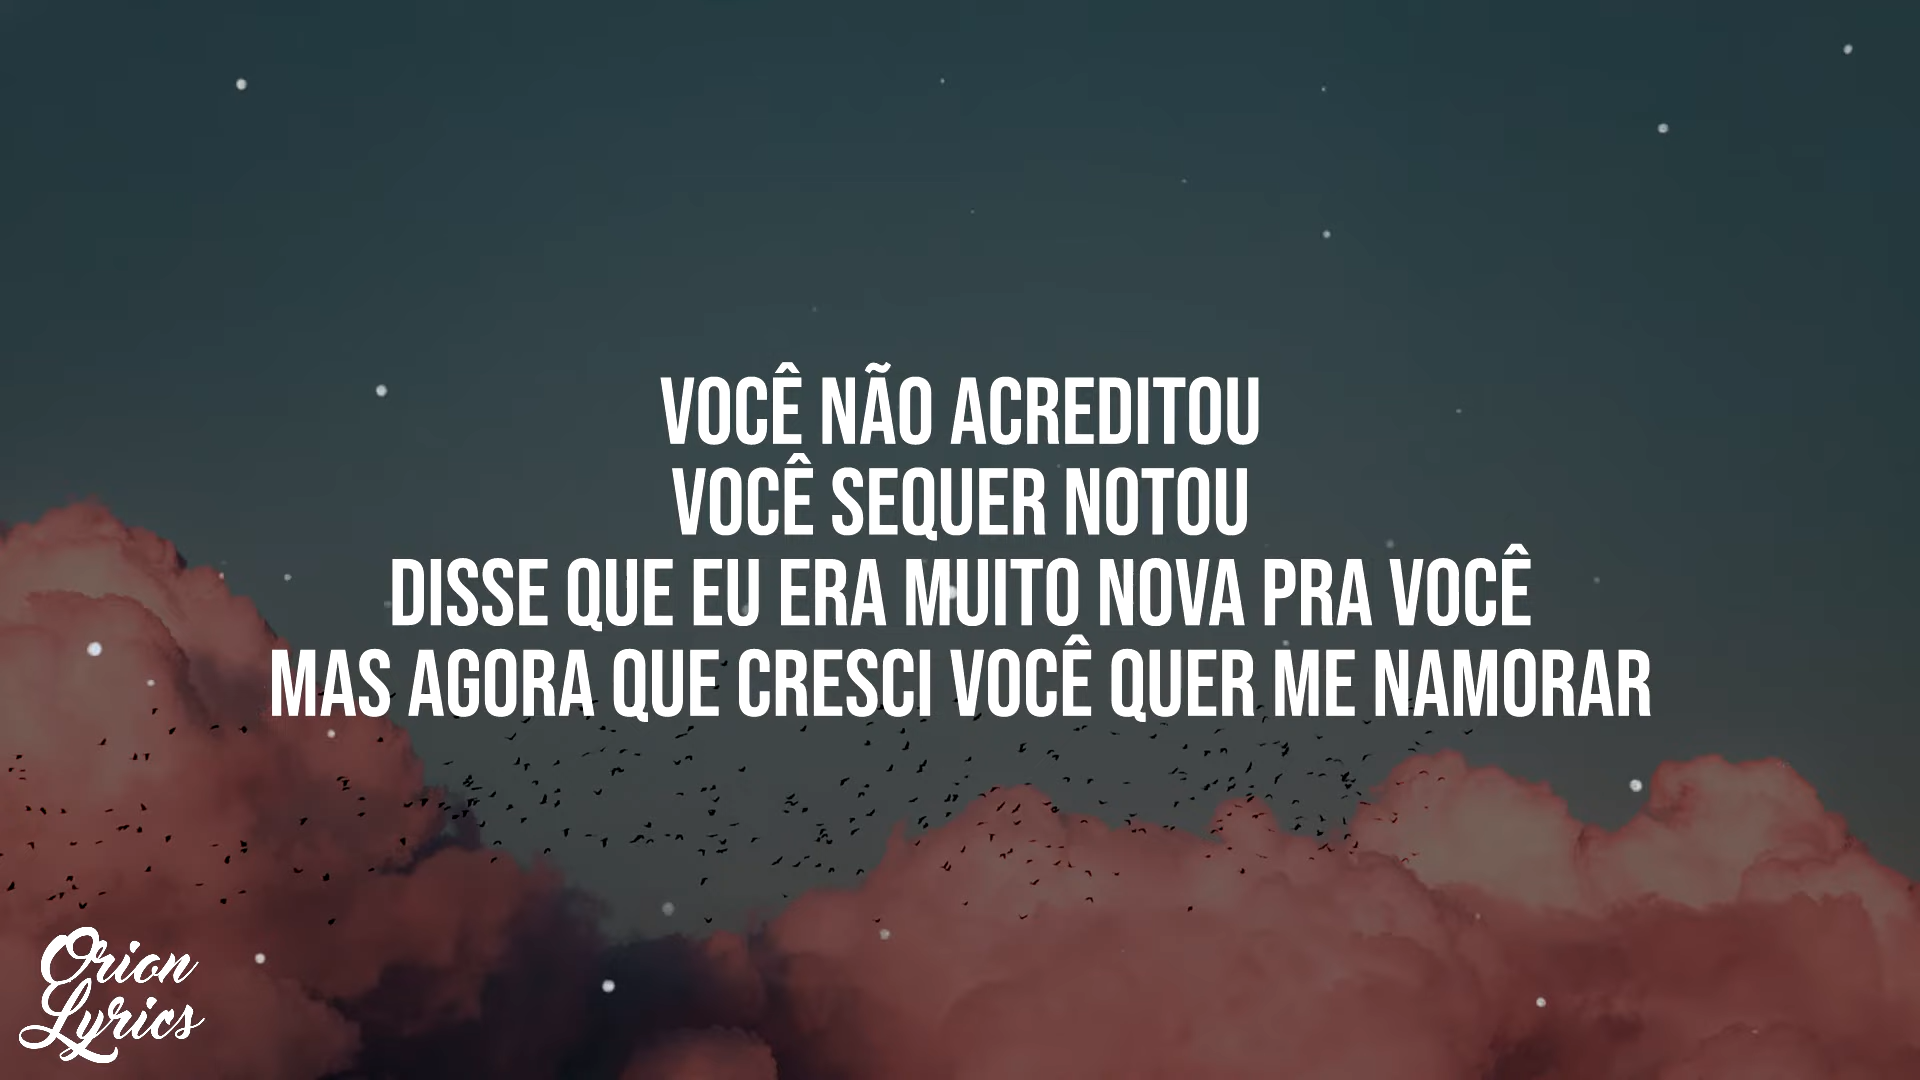 VOCÊ NÃO ACREDITOU
VOCÊ SEQUER NOTOU
DISSE QUE EU ERA MUITO NOVA PRA VOCÊ
MAS AGORA QUE CRESCI VOCÊ QUER ME NAMORAR
Orion
Lyrics